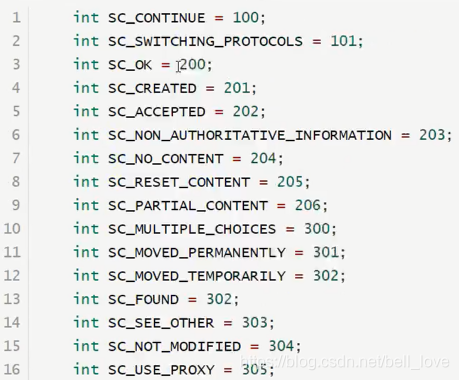 1 int SC_CONTINUE = 100;
2 int SC_SWITCHING_PROTOCOLS = 101;
3 int SC_OK = 200;
4 int SC_CREATED = 201;
5 int SC_ACCEPTED = 202;
6 int SC_NON_AUTHORITATIVE_INFORMATION = 203;
7 int SC_NO_CONTENT = 204;
8 int SC_RESET_CONTENT = 205;
9 int SC_PARTIAL_CONTENT = 206;
10 int SC_MULTIPLE_CHOICES = 300;
11 int SC_MOVED_PERMANENTLY = 301;
12 int SC_MOVED_TEMPORARILY = 302;
13 int SC_FOUND = 302;
14 int SC_SEE_OTHER = 303;
15 int SC_NOT_MODIFIED = 304;
https://blog.csdn.net/bell_love
16 int SC_USE_PROXY = 305;